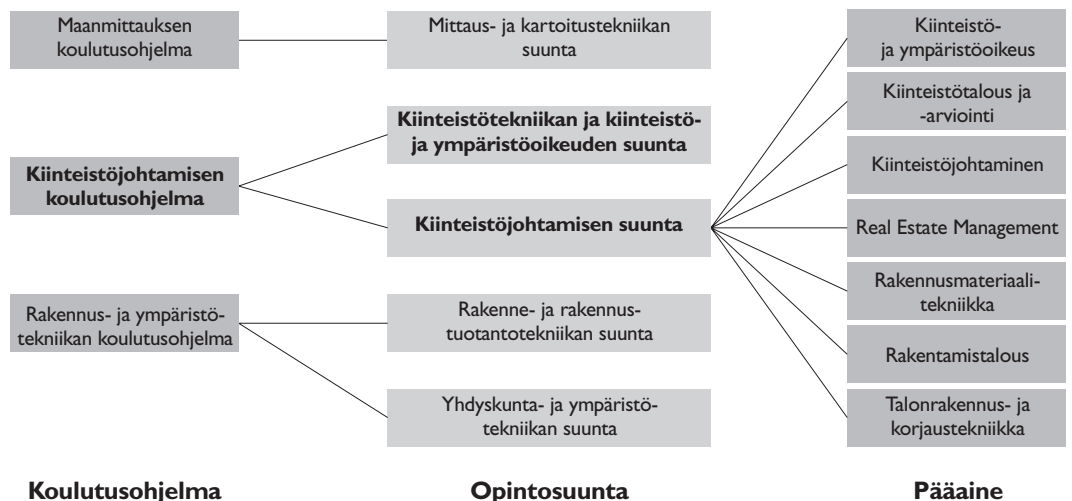 Maanmittauksen
koulutusohjelma
Kiinteistöjohtamisen
koulutusohjelma
Rakennus- ja ympäristö-
tekniikan koulutusohjelma
Koulutusohjelma
Mittaus- ja kartoitustekniikan
suunta
Kiinteistötekniikan ja kiinteistö-
ja ympäristöoikeuden suunta
Kiinteistöjohtamisen suunta
Rakenne- ja rakennus-
tuotantotekniikan suunta
Yhdyskunta- ja ympäristö-
tekniikan suunta
Opintosuunta
Kiinteistö-
ja ympäristöoikeus
Kiinteistötalous ja
-arviointi
Kiinteistöjohtaminen
Real Estate Management
Rakennusmateriaali-
tekniikka
Rakentamistalous
Talonrakennus- ja
korjaustekniikka
Pääaine